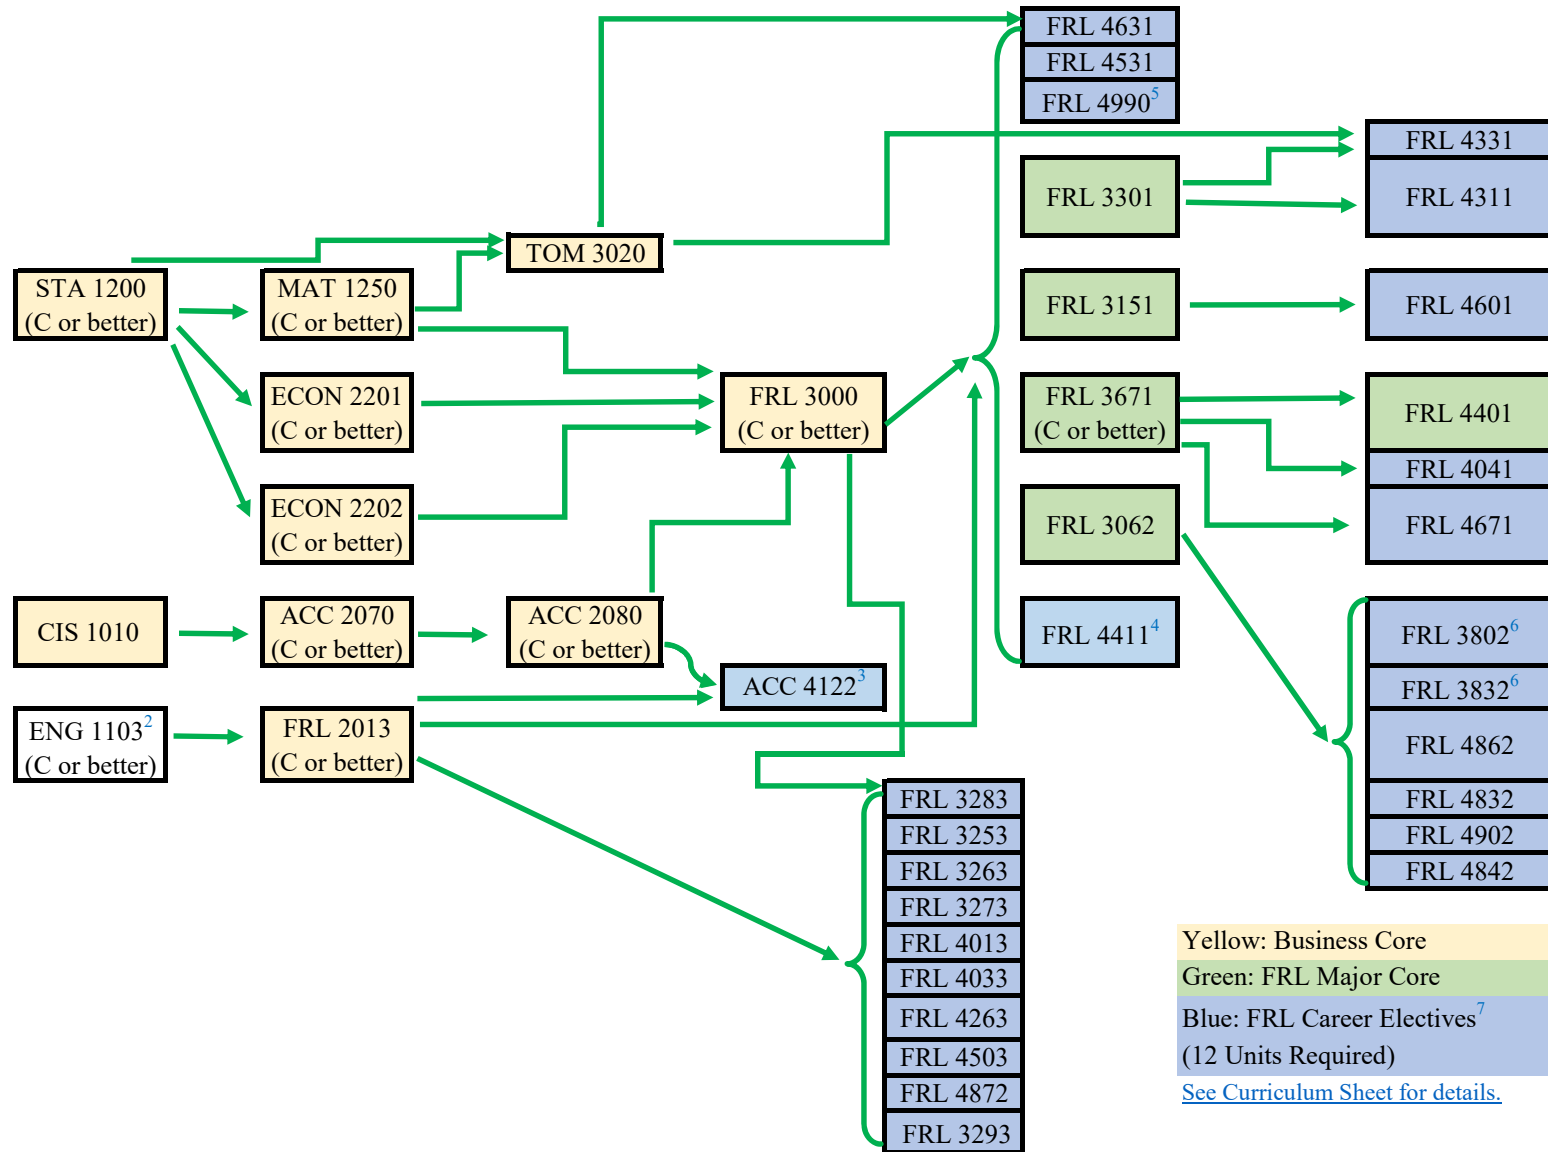 FRL 4631
FRL 4531
FRL 4990⁵
FRL 4331
FRL 3301
FRL 4311
TOM 3020
STA 1200
(C or better)
MAT 1250
(C or better)
FRL 3151
FRL 4601
ECON 2201
(C or better)
FRL 3000
(C or better)
FRL 3671
(C or better)
FRL 4401
FRL 4041
ECON 2202
(C or better)
FRL 3062
FRL 4671
CIS 1010
ACC 2070
(C or better)
ACC 2080
(C or better)
FRL 4411⁴
FRL 3802⁶
ACC 4122³
FRL 3832⁶
ENG 1103²
(C or better)
FRL 2013
(C or better)
FRL 4862
FRL 3283
FRL 4832
FRL 3253
FRL 4902
FRL 3263
FRL 4842
FRL 3273
FRL 4013
FRL 4033
FRL 4263
FRL 4503
FRL 4872
FRL 3293
Yellow: Business Core
Green: FRL Major Core
Blue: FRL Career Electives⁷
(12 Units Required)
See Curriculum Sheet for details.